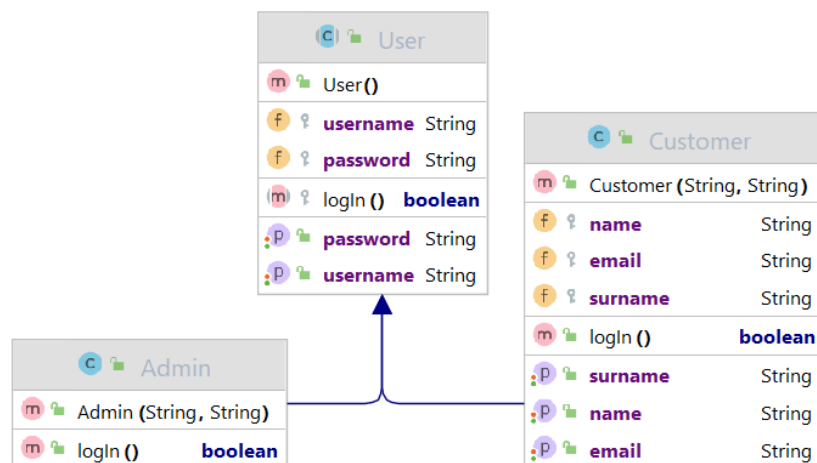 User
User()
username String
password String
logIn () boolean
password String
username String
Customer
Customer (String, String)
name String
email String
surname String
logIn () boolean
surname String
name String
email String
Admin
Admin (String, String)
logIn () boolean